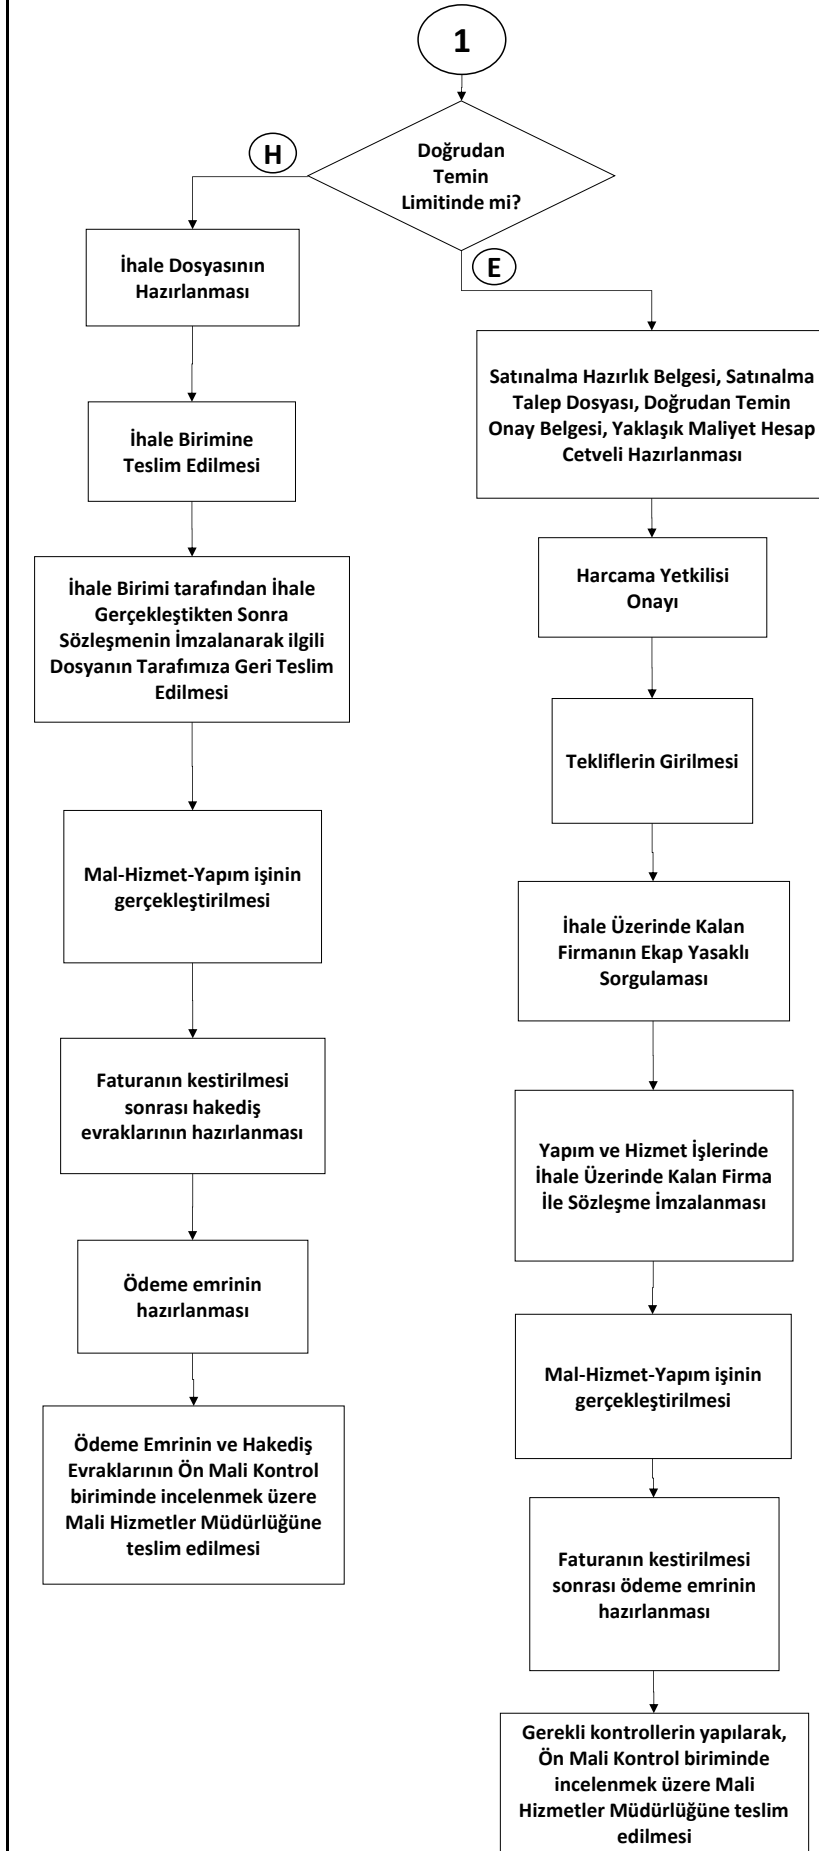 1
Doğrudan
Temin
Limitinde mi?
H
İhale Dosyasının
Hazırlanması
İhale Birimine
Teslim Edilmesi
İhale Birimi tarafından İhale
Gerçekleştikten Sonra
Sözleşmenin İmzalanarak ilgili
Dosyanın Tarafımıza Geri Teslim
Edilmesi
Mal-Hizmet-Yapım işinin
gerçekleştirilmesi
Faturanın kestirilmesi
sonrası hakediş
evraklarının hazırlanması
Ödeme emrinin
hazırlanması
Ödeme Emrinin ve Hakediş
Evraklarının Ön Mali Kontrol
biriminde incelenmek üzere
Mali Hizmetler Müdürlüğüne
teslim edilmesi
E
Satınalma Hazırlık Belgesi, Satınalma
Talep Dosyası, Doğrudan Temin
Onay Belgesi, Yaklaşık Maliyet Hesap
Cetveli Hazırlanması
Harcama Yetkilisi
Onayı
Tekliflerin Girilmesi
İhale Üzerinde Kalan
Firmanın Ekap Yasaklı
Sorgulaması
Yapım ve Hizmet İşlerinde
İhale Üzerinde Kalan Firma
İle Sözleşme İmzalanması
Mal-Hizmet-Yapım işinin
gerçekleştirilmesi
Faturanın kestirilmesi
sonrası ödeme emrinin
hazırlanması
Gerekli kontrollerin yapılarak,
Ön Mali Kontrol biriminde
incelenmek üzere Mali
Hizmetler Müdürlüğüne teslim
edilmesi